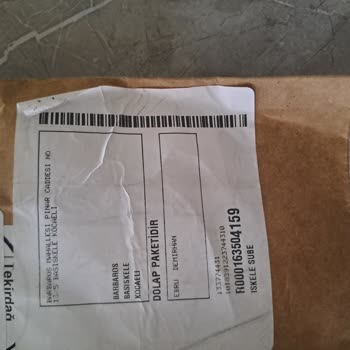 BARBAROS MAHALLESI PINAR CADDESI NO
BASISKELE KOCAELI
BARBAROS
BASISKELE
KOCAELI
DOLAP PAKETIDIR
EBRU DEMIRHAN
R000163504159
ISKELE SUBE
Tekirdağ